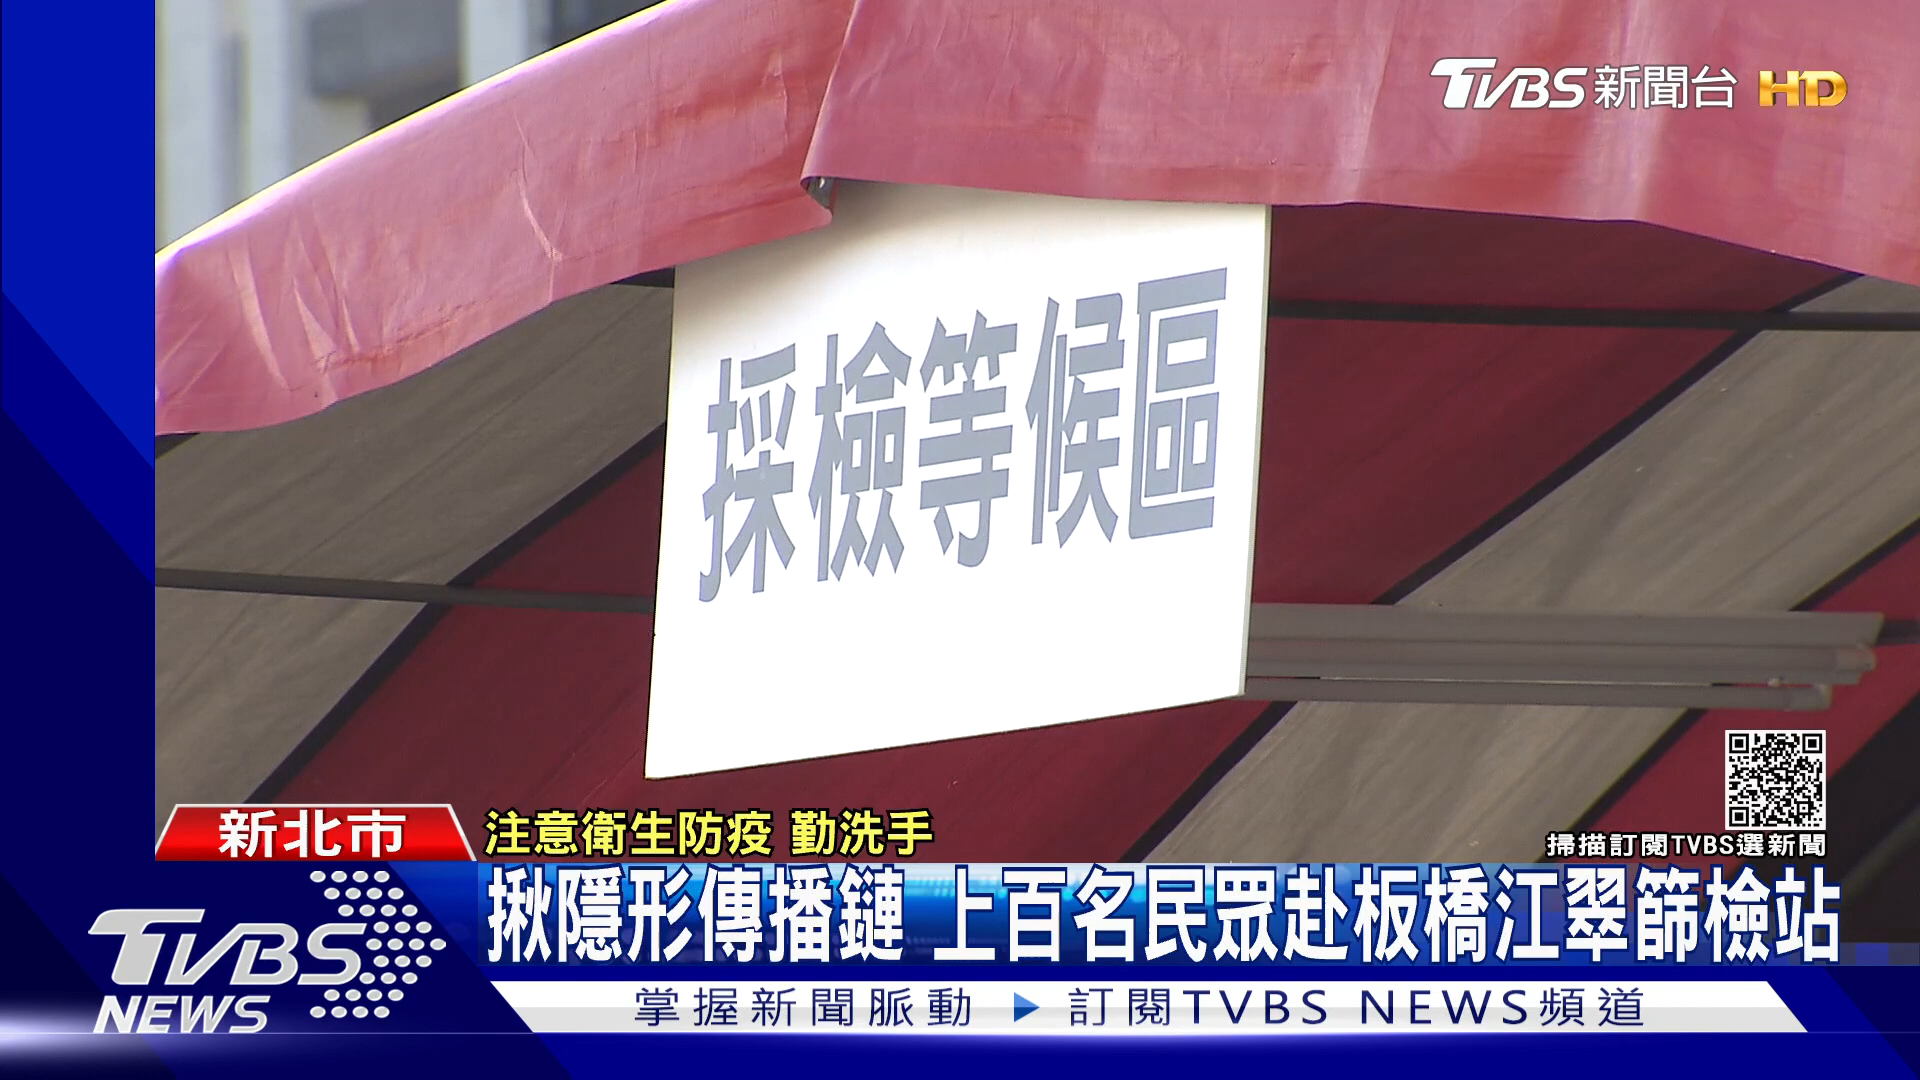 TVBS新聞台 HD
採檢等候區
掃描訂閱TVBS選新聞
新北市
注意衛生防疫 勤洗手
揪隱形傳播鏈 上百名民眾赴板橋江翠篩檢站
TVBS NEWS
掌握新聞脈動 ▶ 訂閱TVBS NEWS頻道